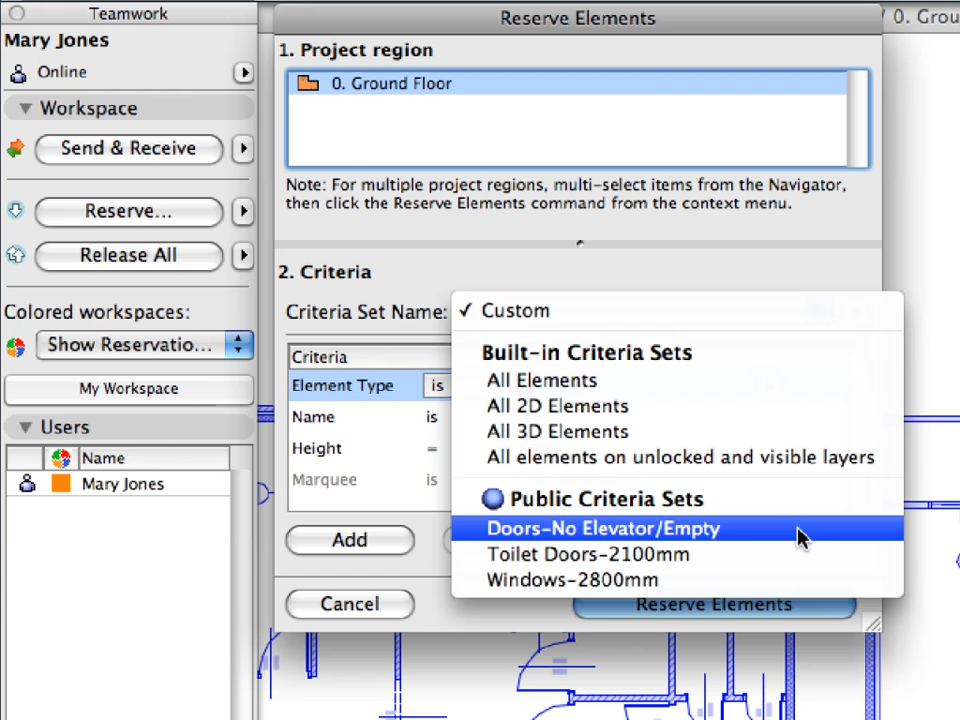 Teamwork
Mary Jones
Online
Workspace
Send & Receive
Reserve...
Release All
Colored workspaces:
Show Reservatio...
My Workspace
Users
Name
Mary Jones
Reserve Elements
/ 0. Grou
1. Project region
0. Ground Floor
Note: For multiple project regions, multi-select items from the Navigator,
then click the Reserve Elements command from the context menu.
2. Criteria
Criteria Set Name:
Criteria
Element Type is
Name is
Height =
Marquee is
Add
Cancel
Reserve Elements
✓ Custom
Built-in Criteria Sets
All Elements
All 2D Elements
All 3D Elements
All elements on unlocked and visible layers
Public Criteria Sets
Doors-No Elevator/Empty
Toilet Doors-2100mm
Windows-2800mm